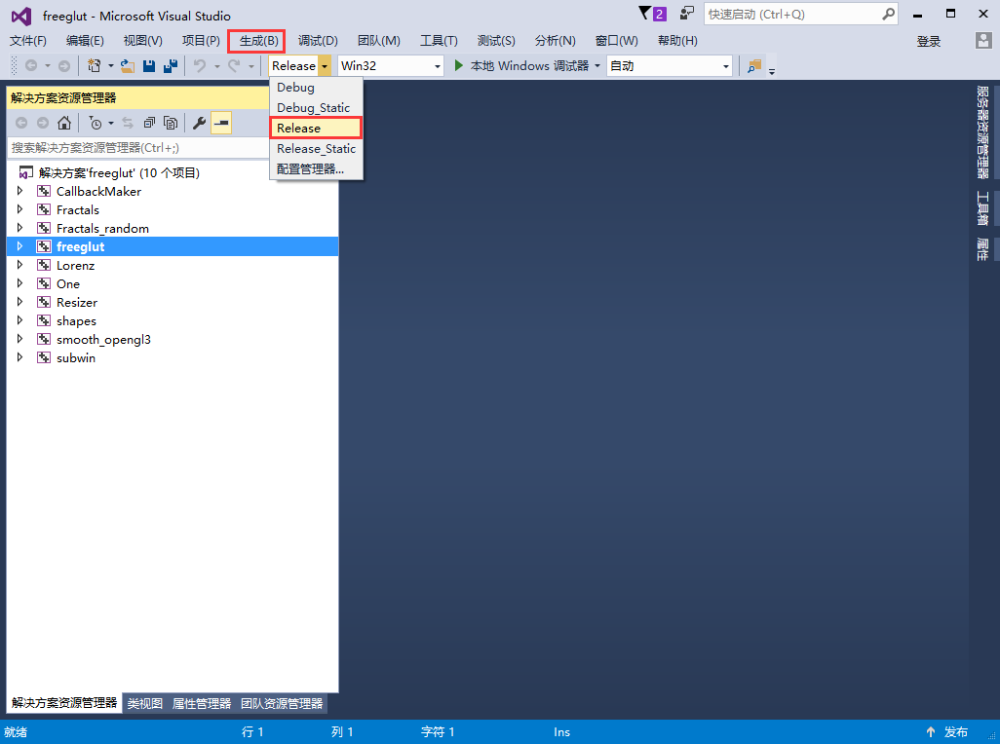 freeglut - Microsoft Visual Studio
2
快速启动 (Ctrl+Q)
文件(F) 编辑(E) 视图(V) 项目(P) 生成(B) 调试(D) 团队(M) 工具(T) 测试(S) 分析(N) 窗口(W) 帮助(H) 登录
Release Win32 本地 Windows 调试器 自动
Debug
Debug_Static
Release
Release_Static
配置管理器...
解决方案资源管理器
搜索解决方案资源管理器(Ctrl+;)
解决方案'freeglut' (10 个项目)
CallbackMaker
Fractals
Fractals_random
freeglut
Lorenz
One
Resizer
shapes
smooth_opengl3
subwin
服务器资源管理器
工具箱
属性
解决方案资源管理器 类视图 属性管理器 团队资源管理器
就绪 行 1 列 1 字符 1 Ins 发布